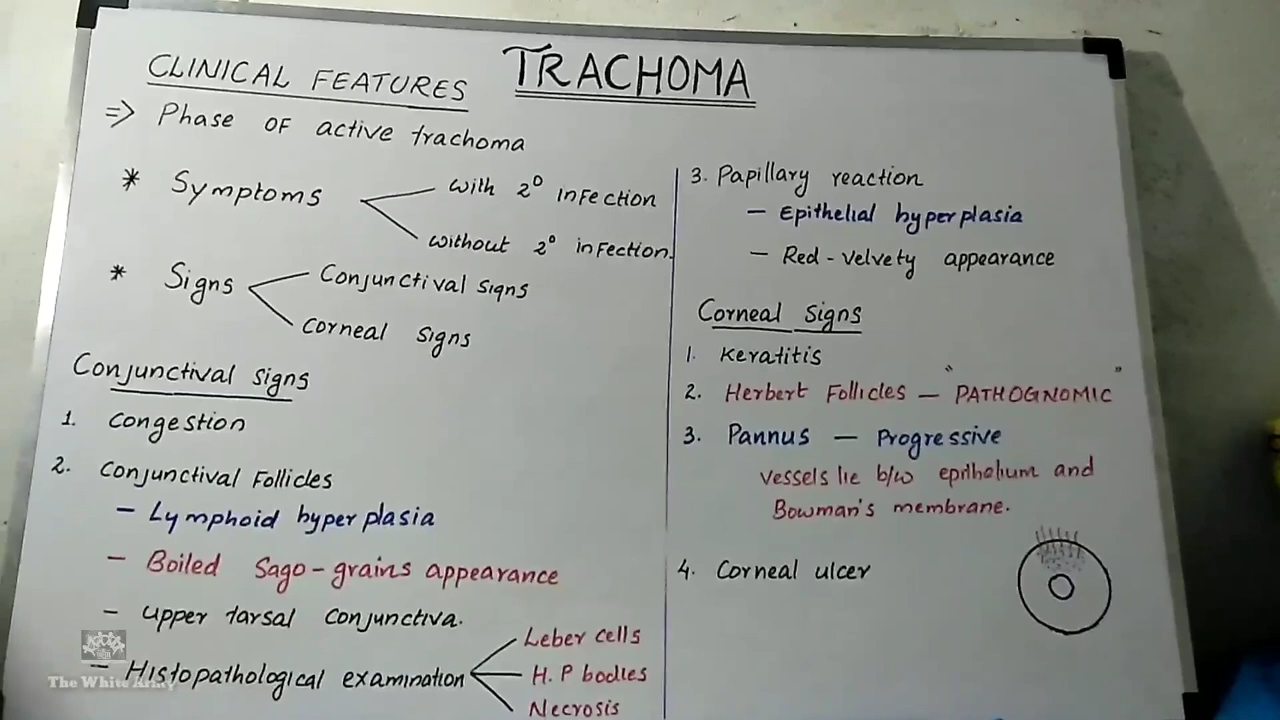 TRACHOMA
CLINICAL FEATURES
⇒ Phase OF active trachoma
* Symptoms
with 2° infection
without 2° infection.
* Signs
Conjunctival signs
corneal signs
Conjunctival signs
1. Congestion
2. Conjunctival Follicles
– Lymphoid hyperplasia
– Boiled Sago-grains appearance
– Upper tarsal conjunctiva.
– Histopathological examination
Leber cells
H.P bodies
Necrosis
3. Papillary reaction
– Epithelial hyperplasia
– Red-velvety appearance
Corneal signs
1. Keratitis
2. Herbert Follicles – "PATHOGNOMIC"
3. Pannus – Progressive
vessels lie b/w eprihelium and
Bowman's membrane.
4. Corneal ulcer
The White Army